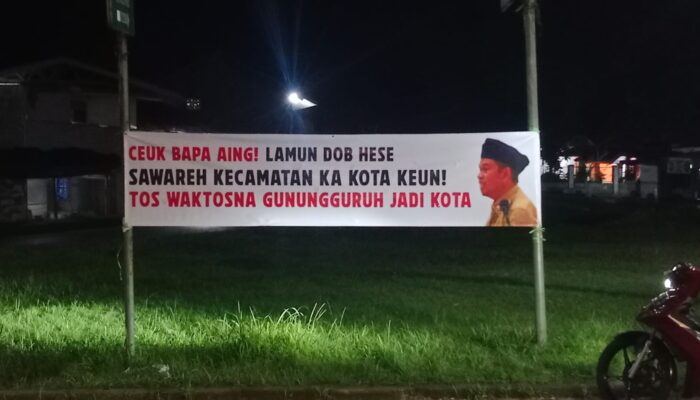 CEUK BAPA AING! LAMUN DOB HESE
SAWAREH KECAMATAN KA KOTA KEUN!
TOS WAKTOSNA GUNUNGGURUH JADI KOTA